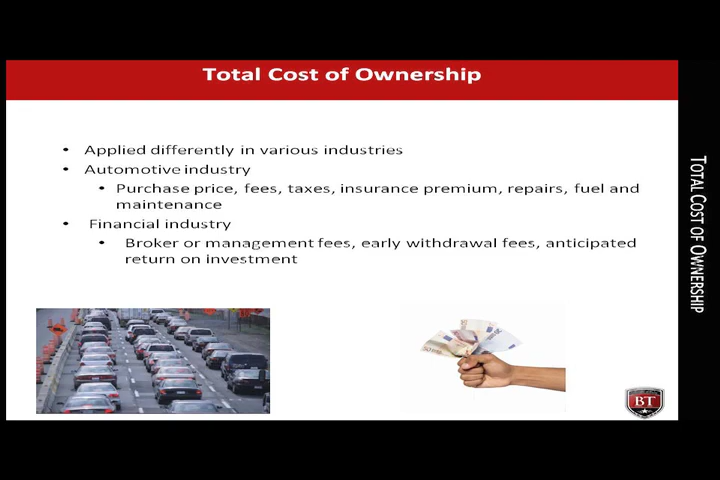 Total Cost of Ownership
• Applied differently in various industries
• Automotive industry
• Purchase price, fees, taxes, insurance premium, repairs, fuel and
maintenance
• Financial industry
• Broker or management fees, early withdrawal fees, anticipated
return on investment
TOTAL COST OF OWNERSHIP
BT